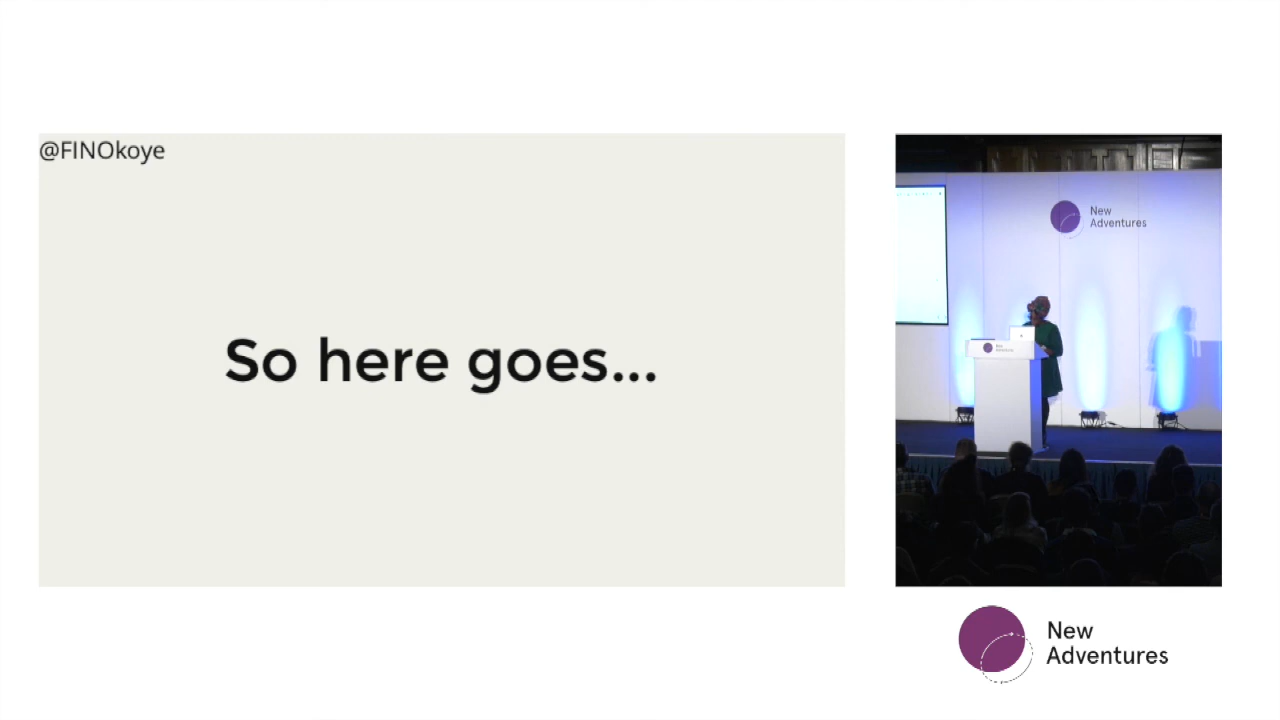 @FINOkoye
So here goes...
New
Adventures
New
Adventures